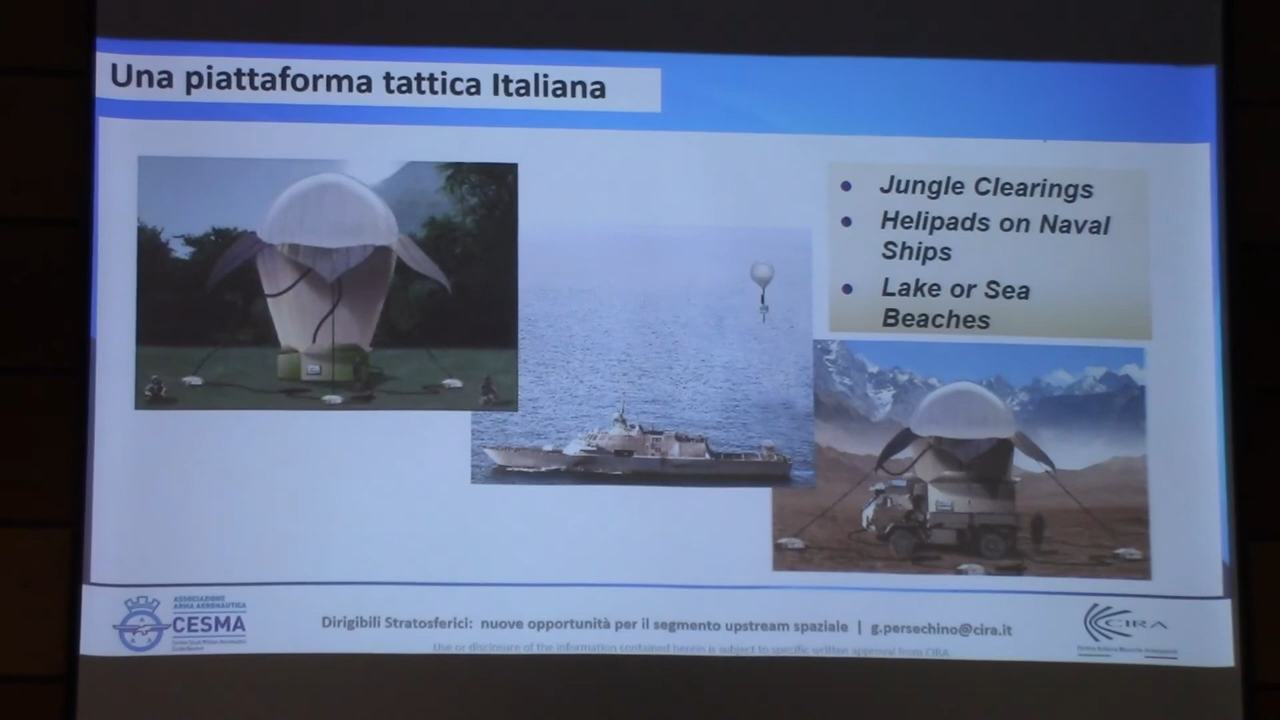 Una piattaforma tattica Italiana
• Jungle Clearings
• Helipads on Naval
Ships
• Lake or Sea
Beaches
ASSOCIAZIONE
ARMA AERONAUTICA
CESMA
Dirigibili Stratosferici: nuove opportunità per il segmento upstream spaziale | g.persechino@cira.it
Use or disclosure of the information contained herein is subject to specific written approval from CIRA
CIRA